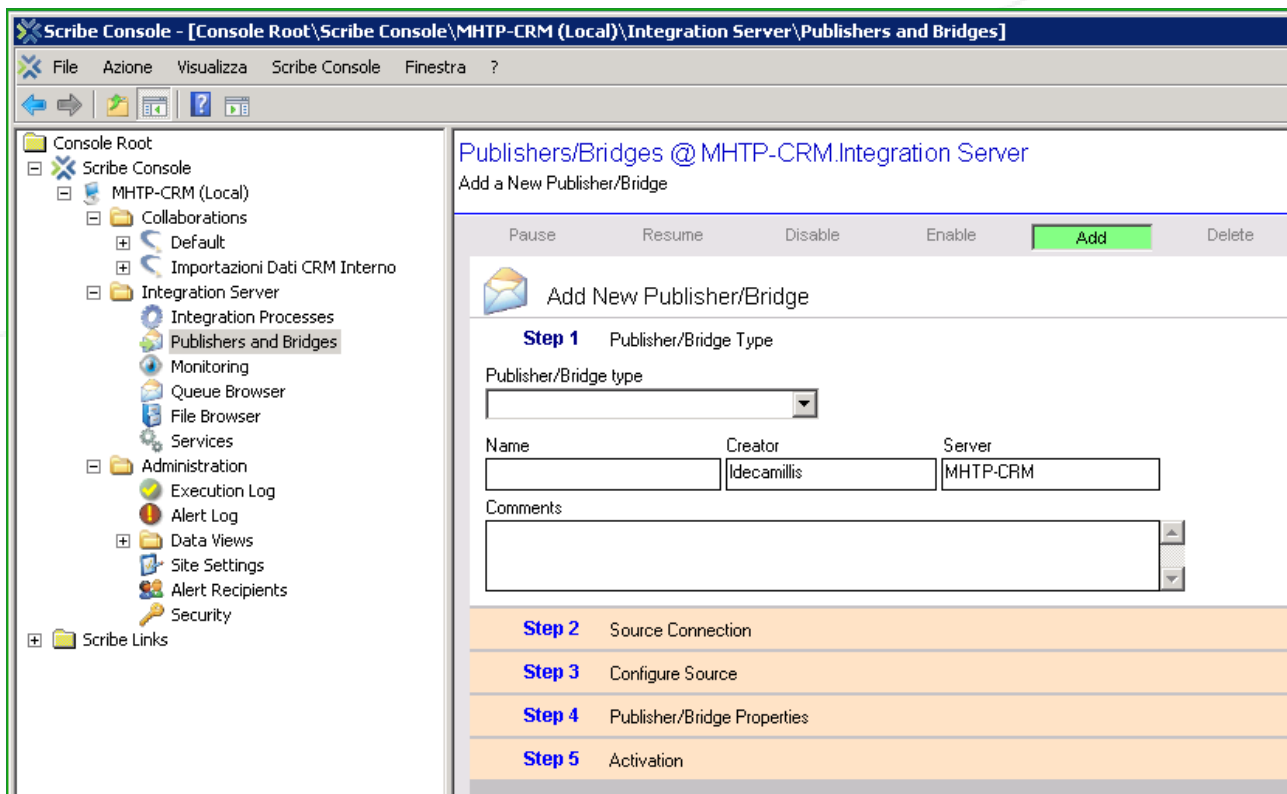 Scribe Console - [Console Root\Scribe Console\MHTP-CRM (Local)\Integration Server\Publishers and Bridges]
File Azione Visualizza Scribe Console Finestra ?
Console Root
Scribe Console
MHTP-CRM (Local)
Collaborations
Default
Importazioni Dati CRM Interno
Integration Server
Integration Processes
Publishers and Bridges
Monitoring
Queue Browser
File Browser
Services
Administration
Execution Log
Alert Log
Data Views
Site Settings
Alert Recipients
Security
Scribe Links
Publishers/Bridges @ MHTP-CRM.Integration Server
Add a New Publisher/Bridge
Pause Resume Disable Enable Add Delete
Add New Publisher/Bridge
Step 1 Publisher/Bridge Type
Publisher/Bridge type
Name Creator Server
ldecamillis MHTP-CRM
Comments
Step 2 Source Connection
Step 3 Configure Source
Step 4 Publisher/Bridge Properties
Step 5 Activation